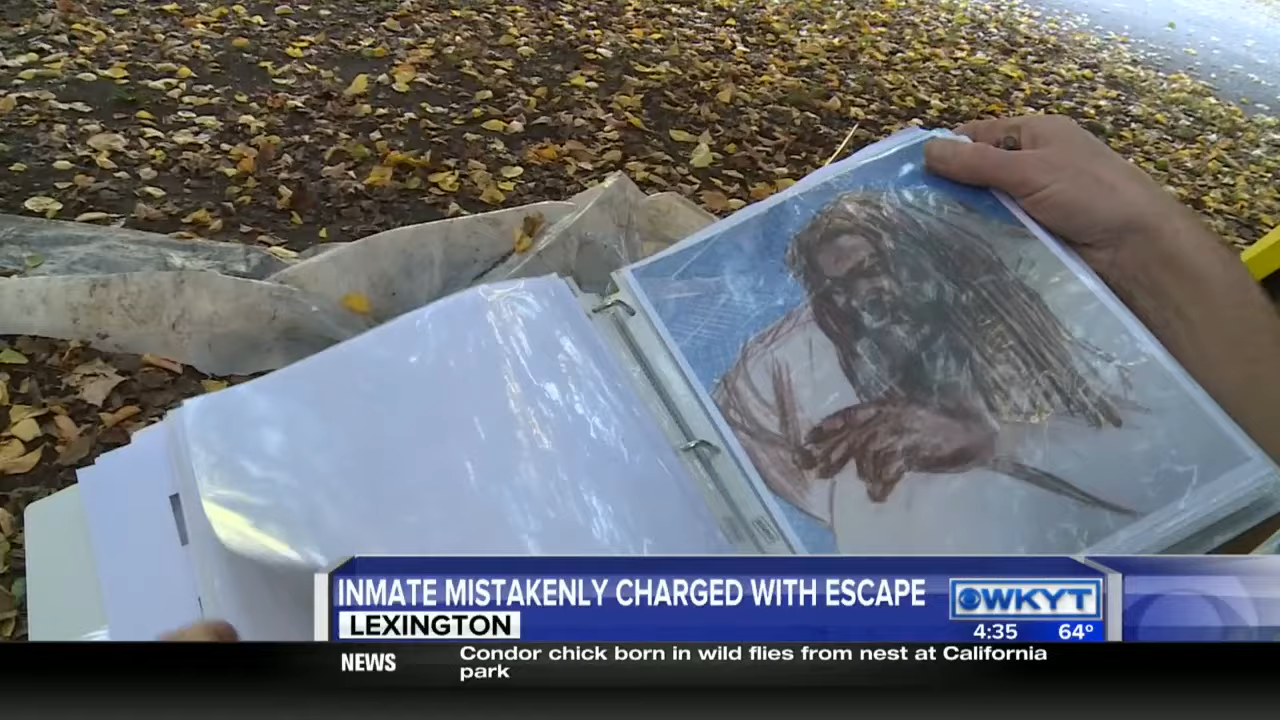 INMATE MISTAKENLY CHARGED WITH ESCAPE
WKYT
LEXINGTON
4:35 64°
NEWS
Condor chick born in wild flies from nest at California
park